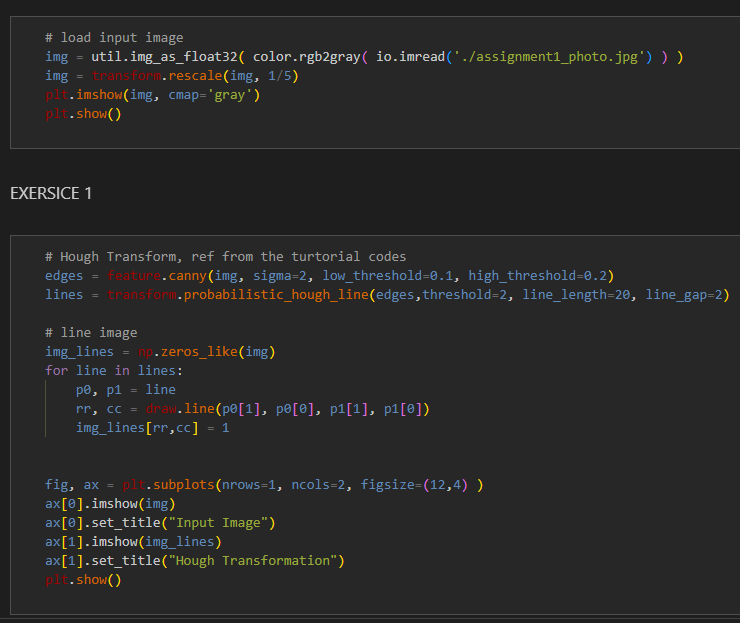 # load input image
img = util.img_as_float32( color.rgb2gray( io.imread('./assignment1_photo.jpg') ) )
img = transform.rescale(img, 1/5)
plt.imshow(img, cmap='gray')
plt.show()
EXERSICE 1
# Hough Transform, ref from the turtorial codes
edges = feature.canny(img, sigma=2, low_threshold=0.1, high_threshold=0.2)
lines = transform.probabilistic_hough_line(edges,threshold=2, line_length=20, line_gap=2)
# line image
img_lines = np.zeros_like(img)
for line in lines:
    p0, p1 = line
    rr, cc = draw.line(p0[1], p0[0], p1[1], p1[0])
    img_lines[rr,cc] = 1
fig, ax = plt.subplots(nrows=1, ncols=2, figsize=(12,4) )
ax[0].imshow(img)
ax[0].set_title("Input Image")
ax[1].imshow(img_lines)
ax[1].set_title("Hough Transformation")
plt.show()